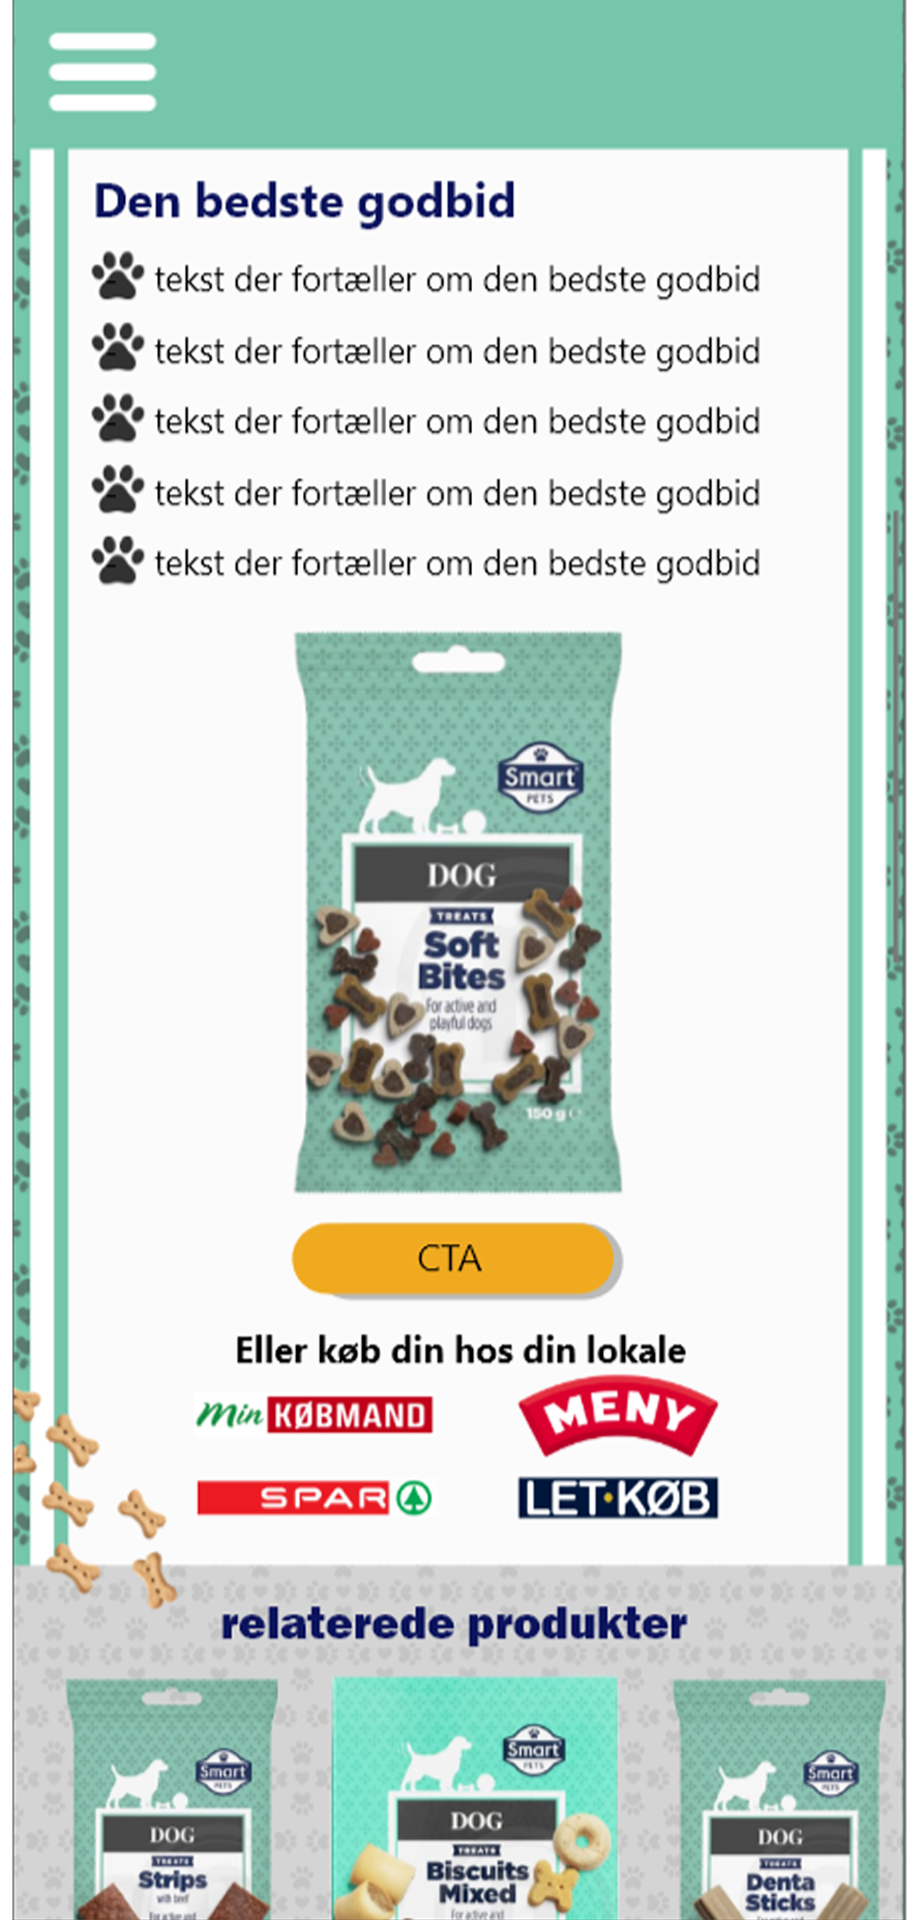 Den bedste godbid
tekst der fortæller om den bedste godbid
tekst der fortæller om den bedste godbid
tekst der fortæller om den bedste godbid
tekst der fortæller om den bedste godbid
tekst der fortæller om den bedste godbid
Smart
PETS
DOG
TREATS
Soft
Bites
For active and
playful dogs
150 g
CTA
Eller køb din hos din lokale
Min KØBMAND
MENY
SPAR
LET·KØB
relaterede produkter
Smart
PETS
DOG
TREATS
Strips
with beef
For active and
Smart
PETS
DOG
TREATS
Biscuits
Mixed
For active and
Smart
PETS
DOG
TREATS
Denta
Sticks
For active and